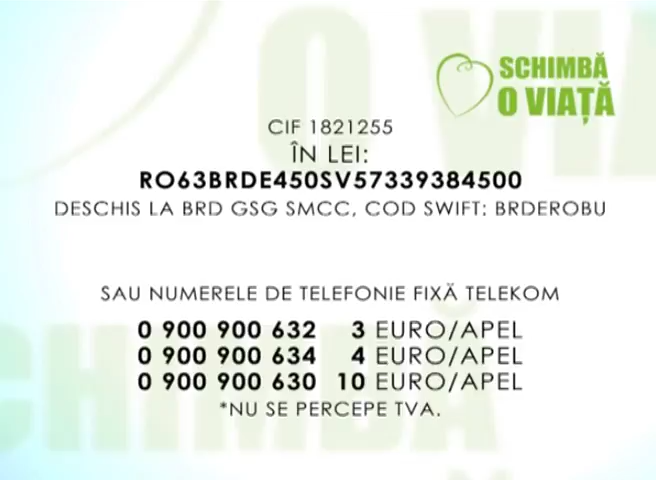 SCHIMBĂ
O VIAȚĂ
CIF 1821255
ÎN LEI:
RO63BRDE450SV57339384500
DESCHIS LA BRD GSG SMCC, COD SWIFT: BRDEROBU
SAU NUMERELE DE TELEFONIE FIXĂ TELEKOM
0 900 900 632 3 EURO/APEL
0 900 900 634 4 EURO/APEL
0 900 900 630 10 EURO/APEL
*NU SE PERCEPE TVA.